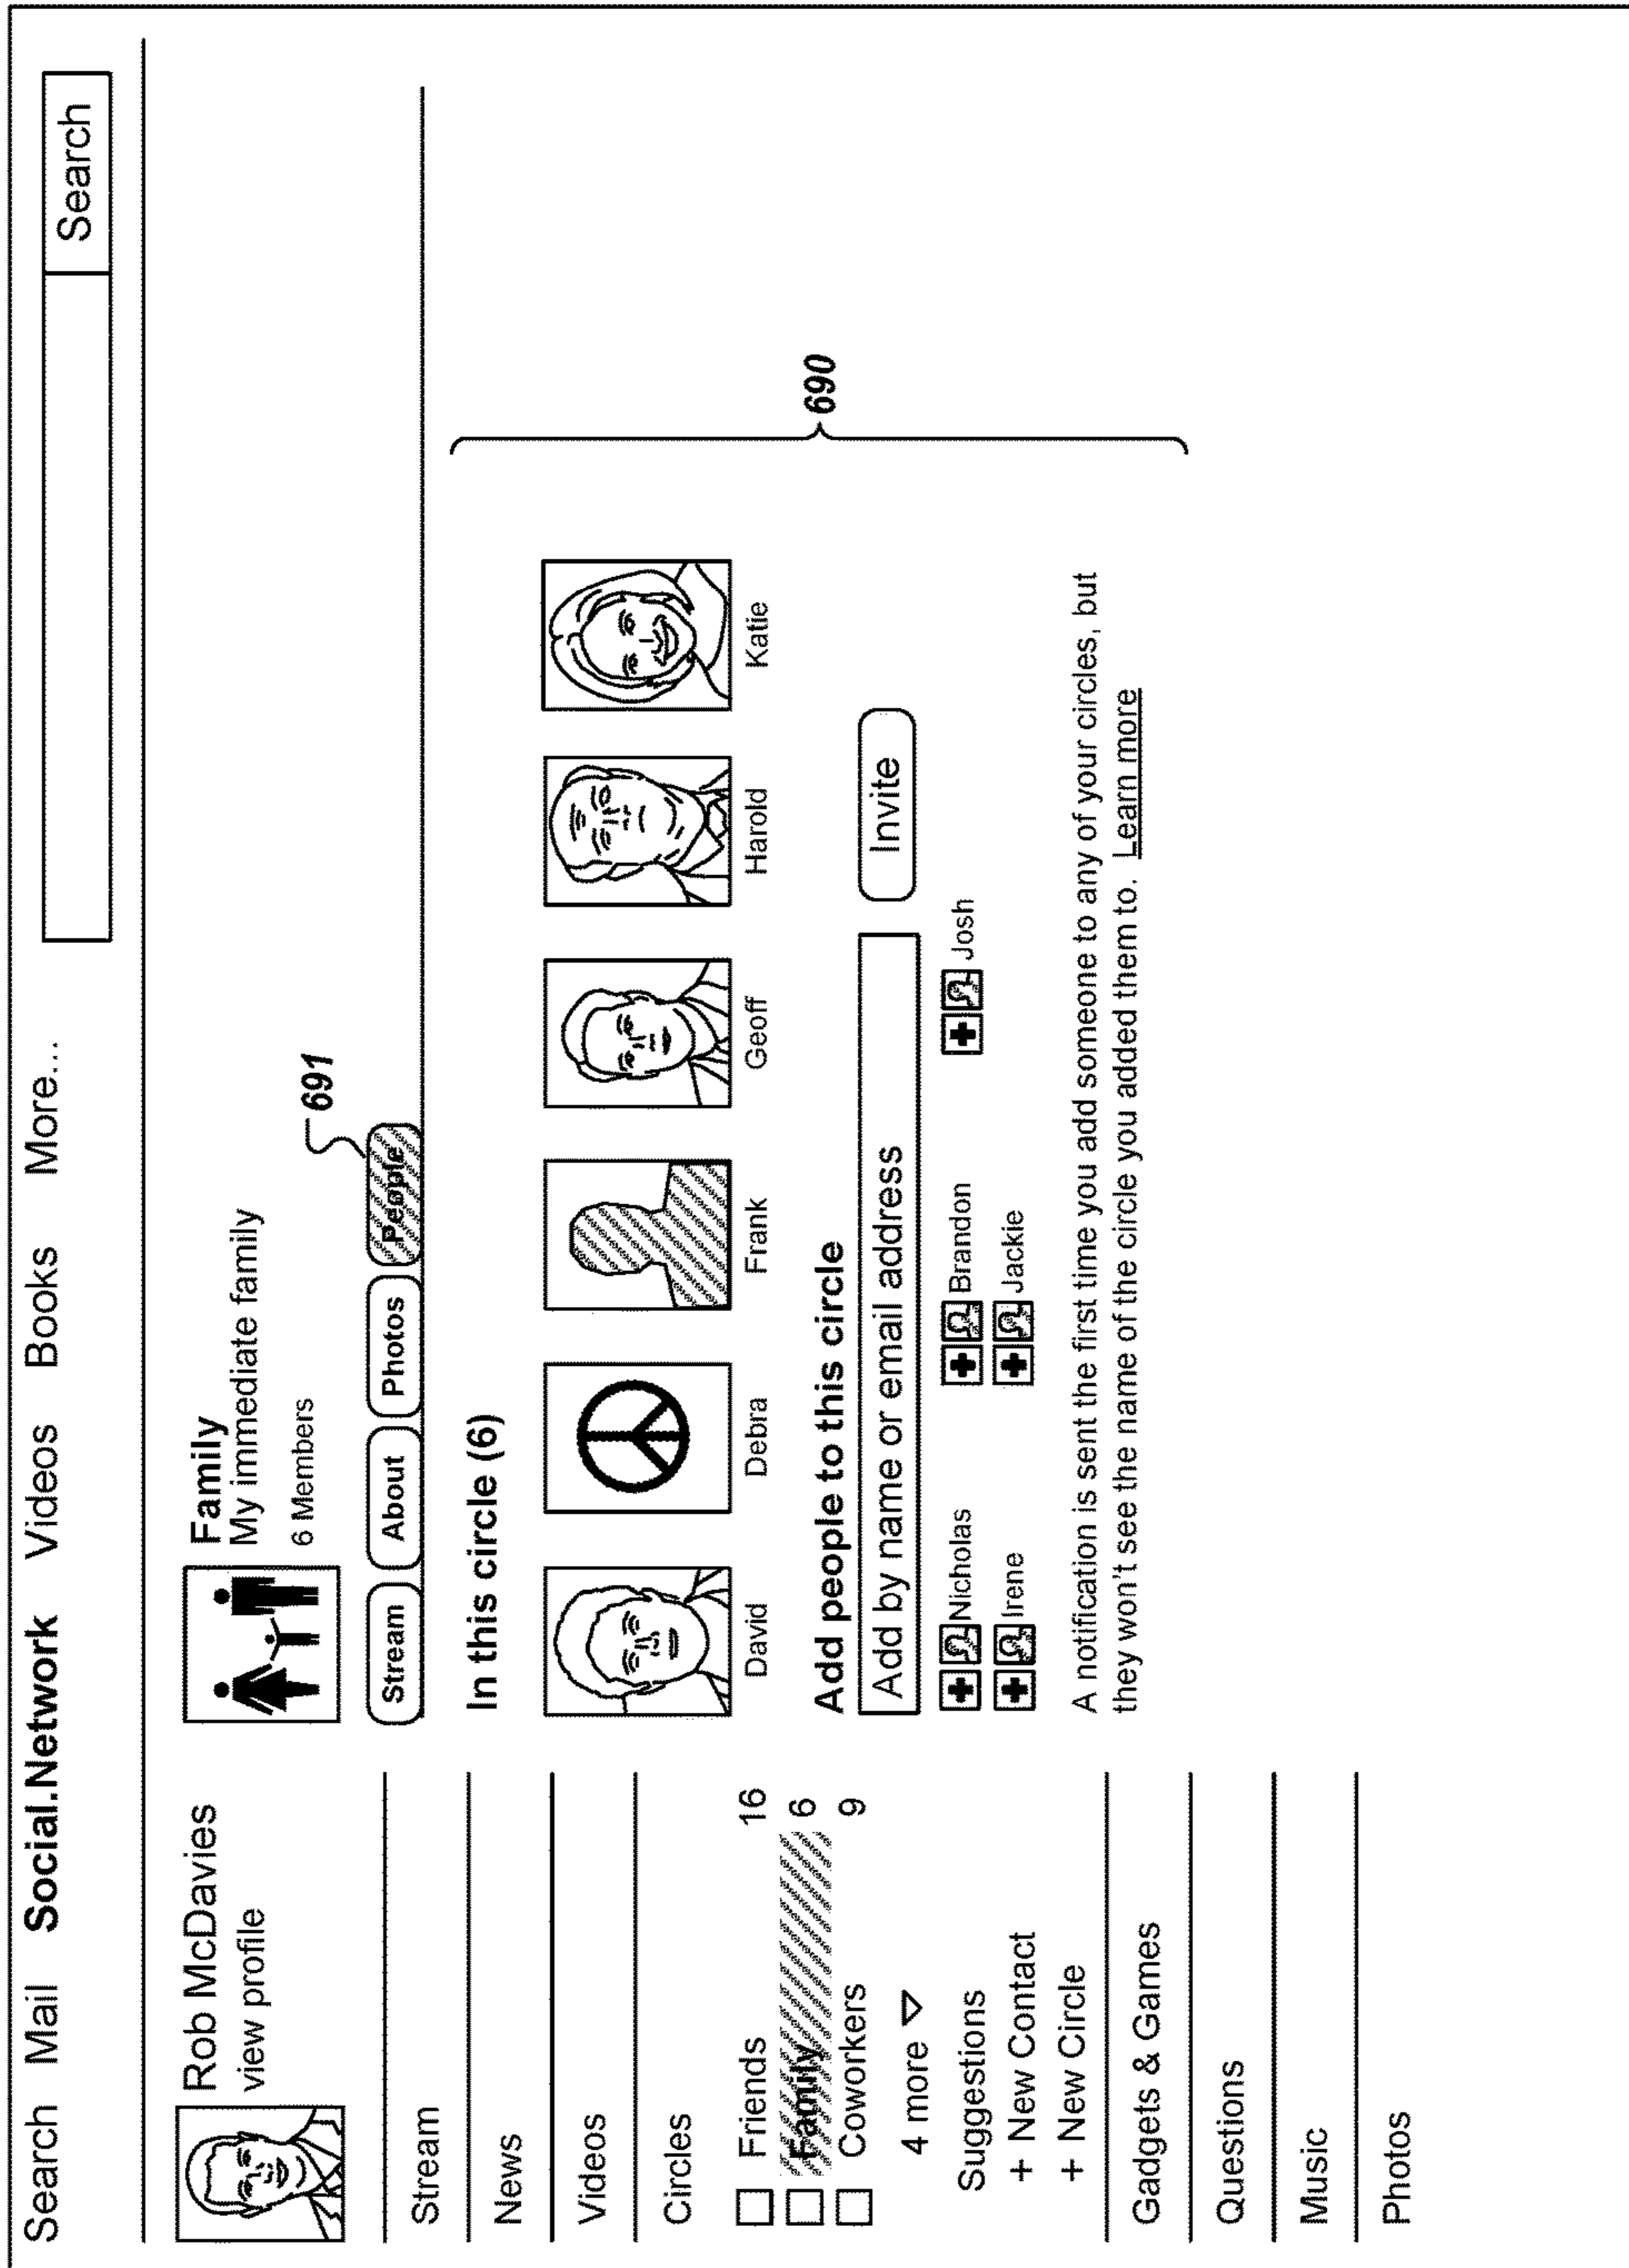 Search Mail Social.Network Videos Books More... Search
Rob McDavies
view profile
Stream
News
Videos
Circles
Friends 16
Family 6
Coworkers 9
4 more
Suggestions
+ New Contact
+ New Circle
Gadgets & Games
Questions
Music
Photos
Family
My immediate family
6 Members
691
Stream About Photos People
In this circle (6)
David Debra Frank Geoff Harold Katie
690
Add people to this circle
Add by name or email address Invite
Nicholas Brandon Josh
Irene Jackie
A notification is sent the first time you add someone to any of your circles, but
they won't see the name of the circle you added them to. Learn more